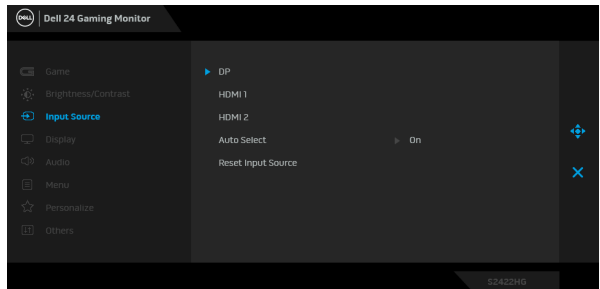 DELL Dell 24 Gaming Monitor
Game
Brightness/Contrast
Input Source
Display
Audio
Menu
Personalize
Others
DP
HDMI 1
HDMI 2
Auto Select On
Reset Input Source
S2422HG